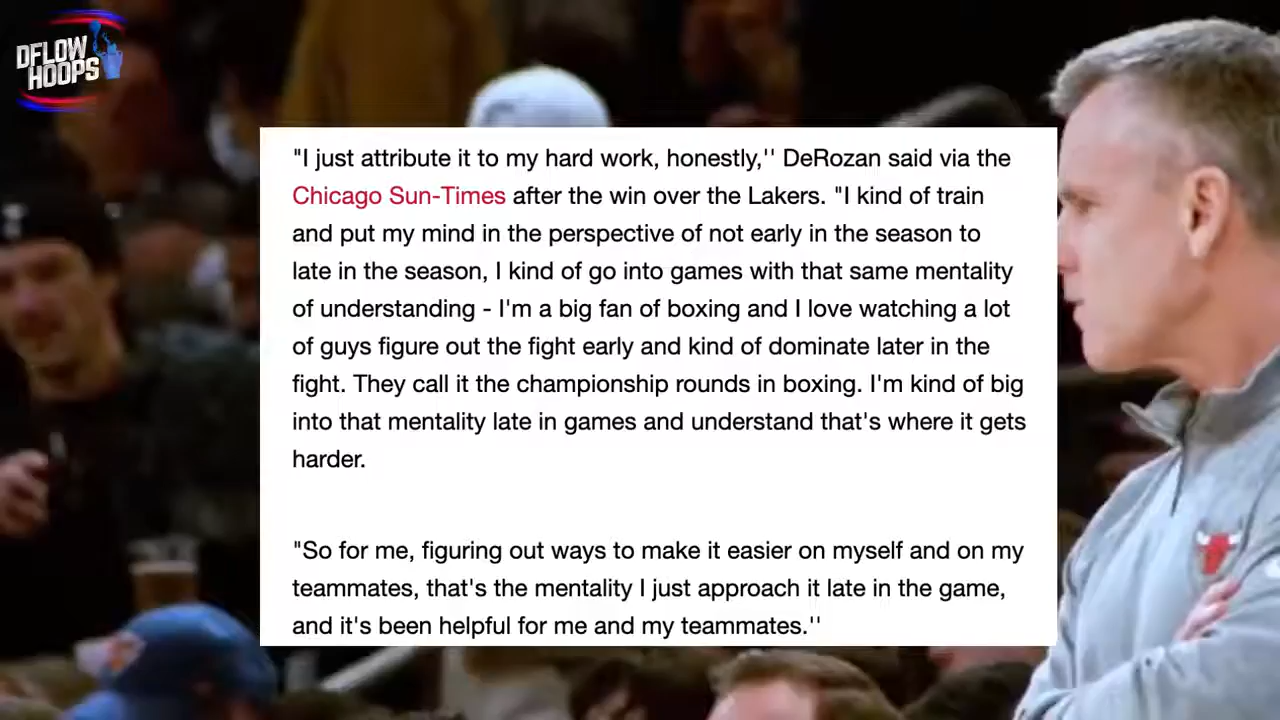 DFLOW
HOOPS
"I just attribute it to my hard work, honestly,'' DeRozan said via the
Chicago Sun-Times after the win over the Lakers. "I kind of train
and put my mind in the perspective of not early in the season to
late in the season, I kind of go into games with that same mentality
of understanding - I'm a big fan of boxing and I love watching a lot
of guys figure out the fight early and kind of dominate later in the
fight. They call it the championship rounds in boxing. I'm kind of big
into that mentality late in games and understand that's where it gets
harder.
"So for me, figuring out ways to make it easier on myself and on my
teammates, that's the mentality I just approach it late in the game,
and it's been helpful for me and my teammates.''